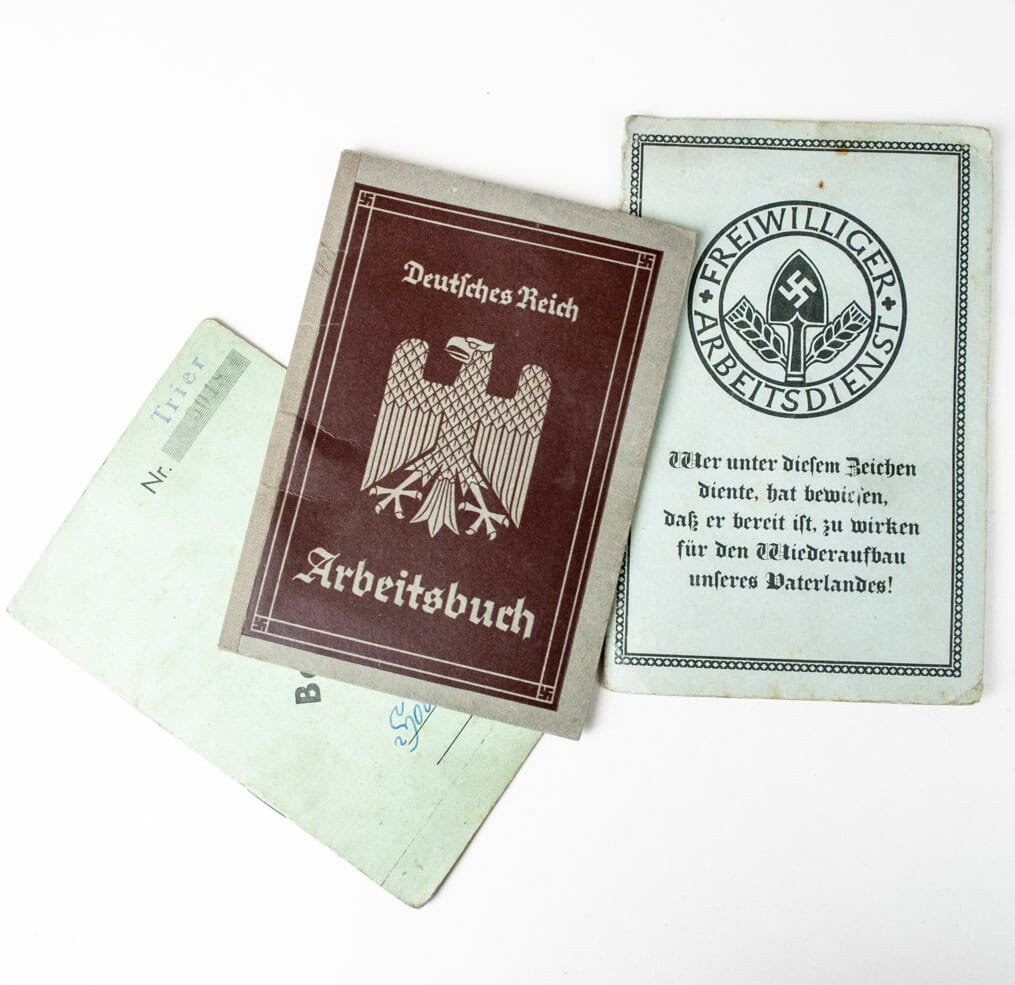 Trier
Nr.
Deutſches Reich
Arbeitsbuch
FREIWILLIGER
ARBEITSDIENST
Wer unter dieſem Zeichen
diente, hat bewieſen,
daß er bereit iſt, zu wirken
für den Wiederaufbau
unſeres Vaterlandes!